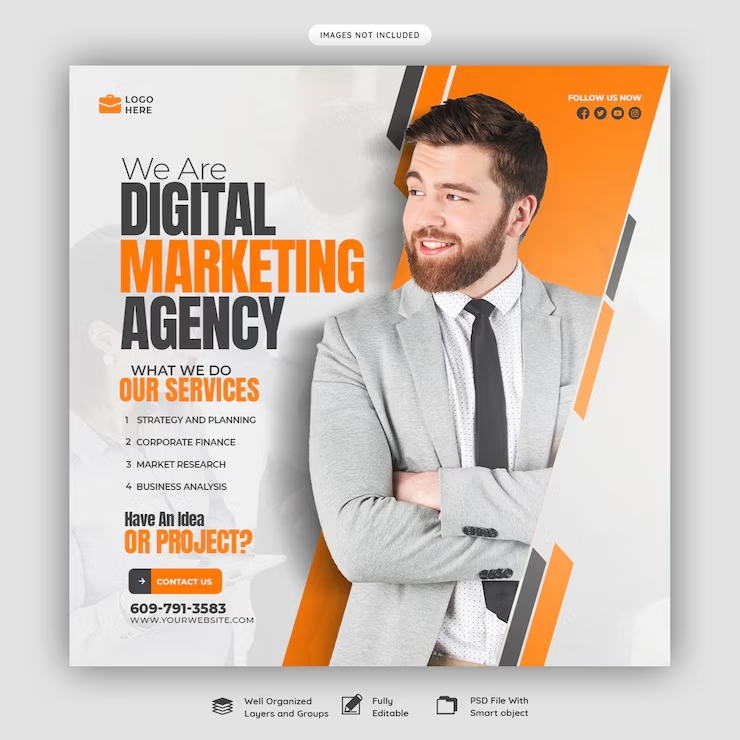 IMAGES NOT INCLUDED
LOGO
HERE
FOLLOW US NOW
We Are
DIGITAL
MARKETING
AGENCY
WHAT WE DO
OUR SERVICES
1 STRATEGY AND PLANNING
2 CORPORATE FINANCE
3 MARKET RESEARCH
4 BUSINESS ANALYSIS
Have An Idea
OR PROJECT?
CONTACT US
609-791-3583
WWW.YOURWEBSITE.COM
Well Organized
Layers and Groups
Fully
Editable
PSD File With
Smart object